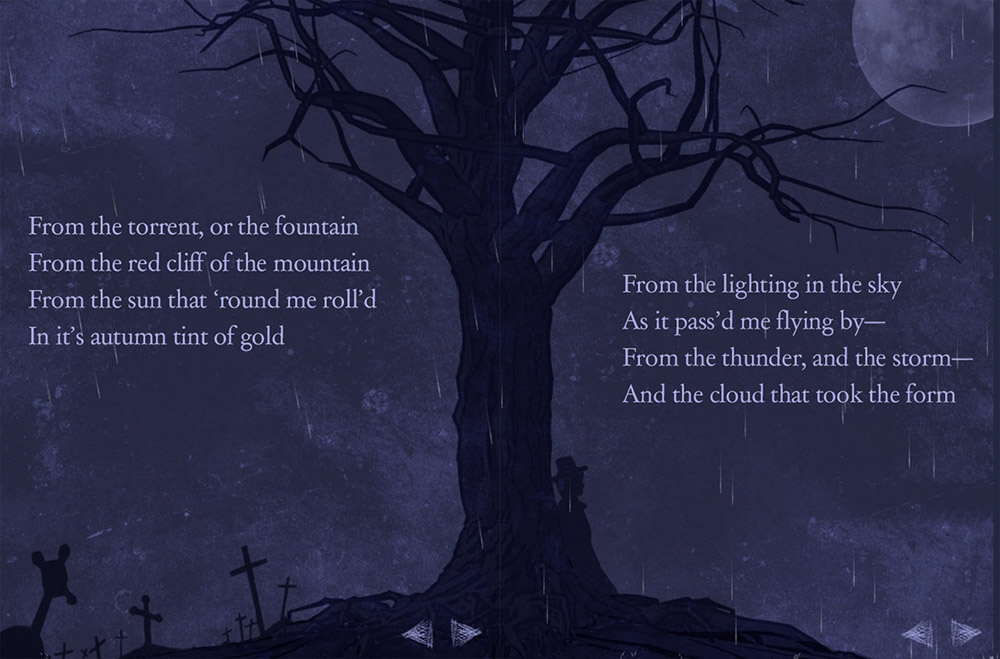 From the torrent, or the fountain
From the red cliff of the mountain
From the sun that ‘round me roll’d
In it’s autumn tint of gold
From the lighting in the sky
As it pass’d me flying by—
From the thunder, and the storm—
And the cloud that took the form